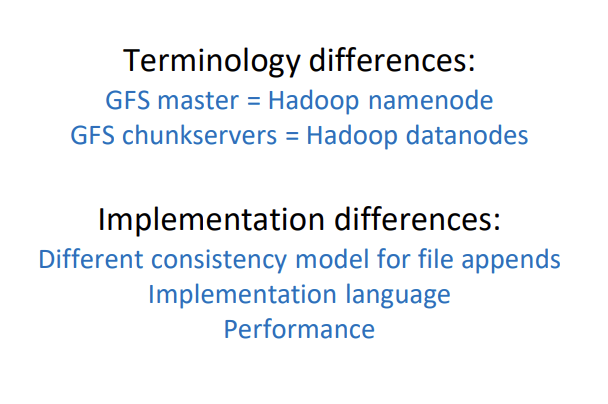 Terminology differences:
GFS master = Hadoop namenode
GFS chunkservers = Hadoop datanodes
Implementation differences:
Different consistency model for file appends
Implementation language
Performance